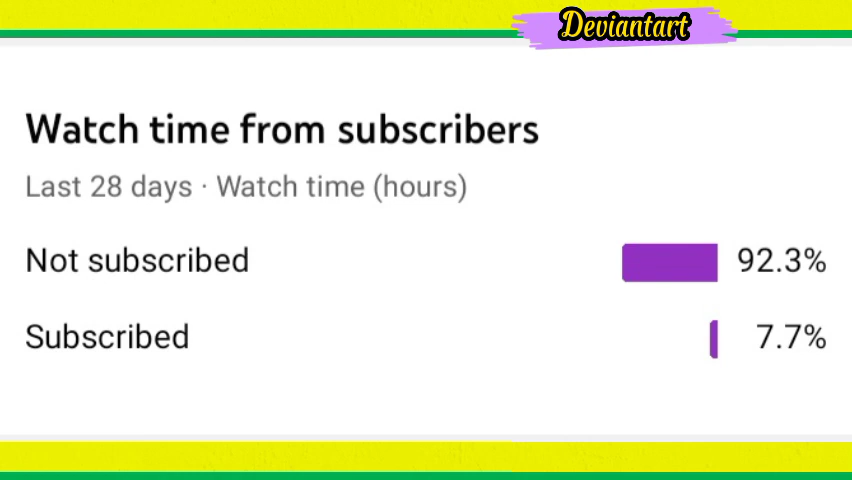 Deviantart
Watch time from subscribers
Last 28 days · Watch time (hours)
Not subscribed 92.3%
Subscribed 7.7%